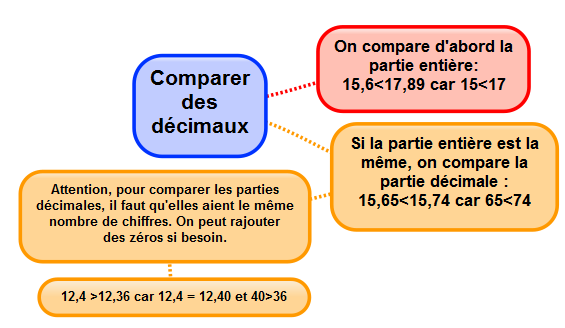 Comparer
des
décimaux
On compare d'abord la
partie entière:
15,6<17,89 car 15<17
Si la partie entière est la
même, on compare la
partie décimale :
15,65<15,74 car 65<74
Attention, pour comparer les parties
décimales, il faut qu'elles aient le même
nombre de chiffres. On peut rajouter
des zéros si besoin.
12,4 >12,36 car 12,4 = 12,40 et 40>36